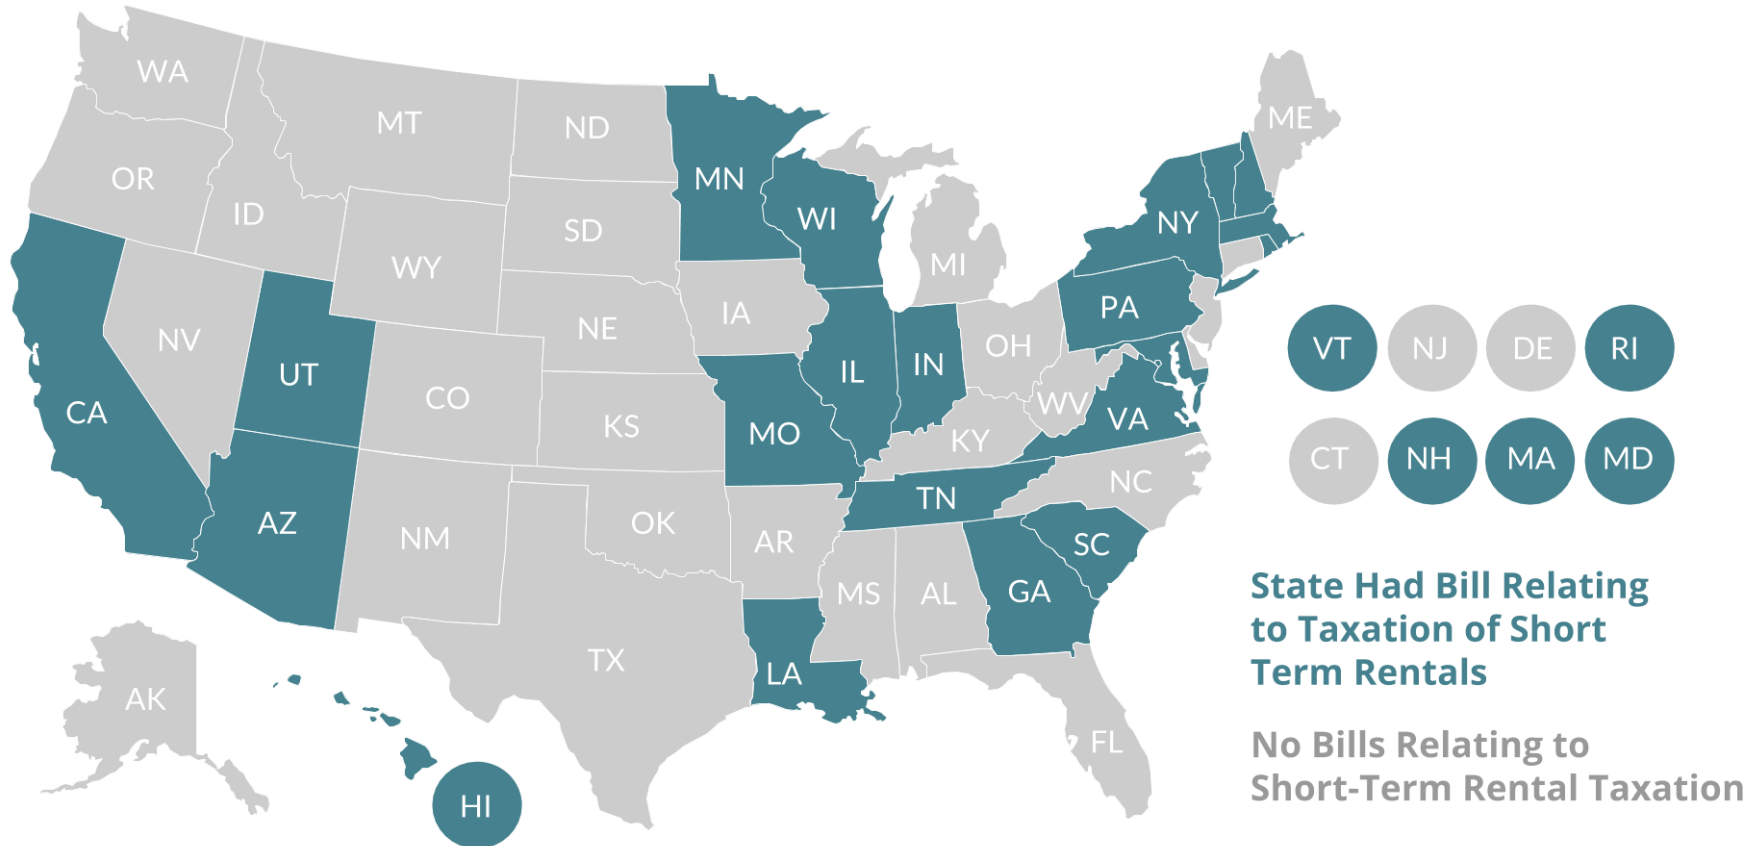 WA
MT
ND
MN
ME
OR
ID
SD
WI
NY
WY
MI
IA
PA
NV
NE
OH
UT
CO
IL
IN
VT
NJ
DE
RI
CA
KS
MO
WV
VA
KY
CT
NH
MA
MD
AZ
NM
OK
AR
TN
NC
SC
MS
AL
GA
TX
LA
AK
FL
HI
State Had Bill Relating
to Taxation of Short
Term Rentals
No Bills Relating to
Short-Term Rental Taxation